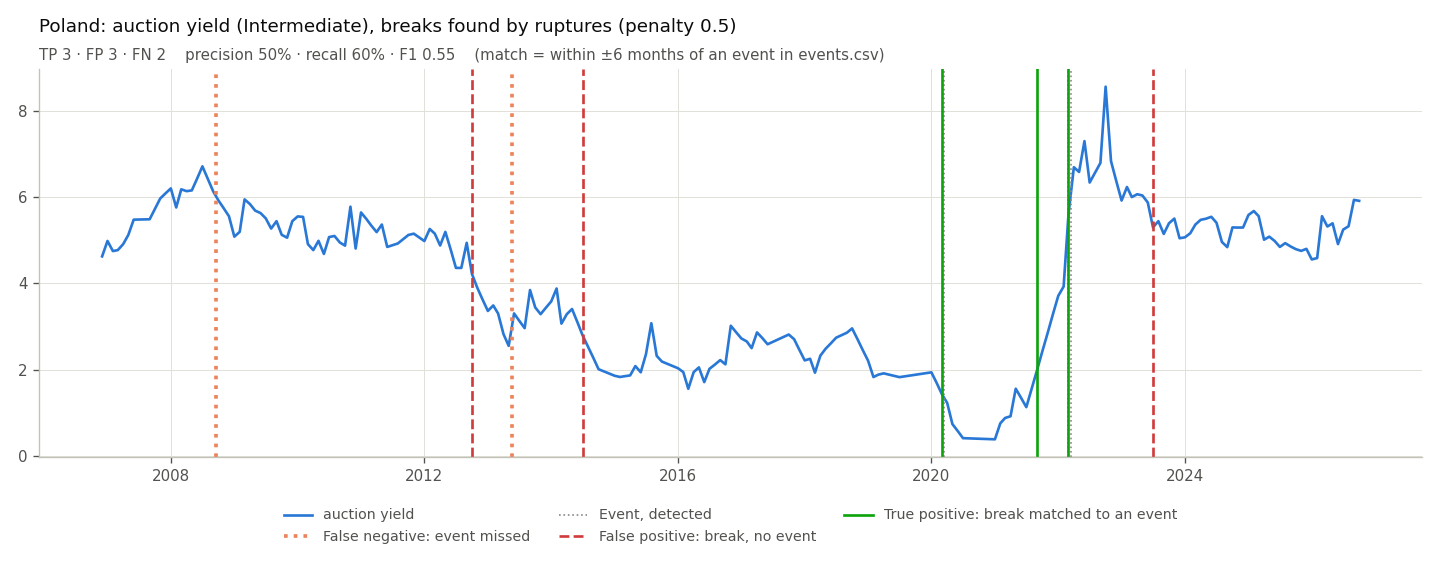 Poland: auction yield (Intermediate), breaks found by ruptures (penalty 0.5)
TP 3 · FP 3 · FN 2    precision 50% · recall 60% · F1 0.55    (match = within ±6 months of an event in events.csv)
8
6
4
2
0
2008
2012
2016
2020
2024
auction yield
Event, detected
True positive: break matched to an event
False negative: event missed
False positive: break, no event